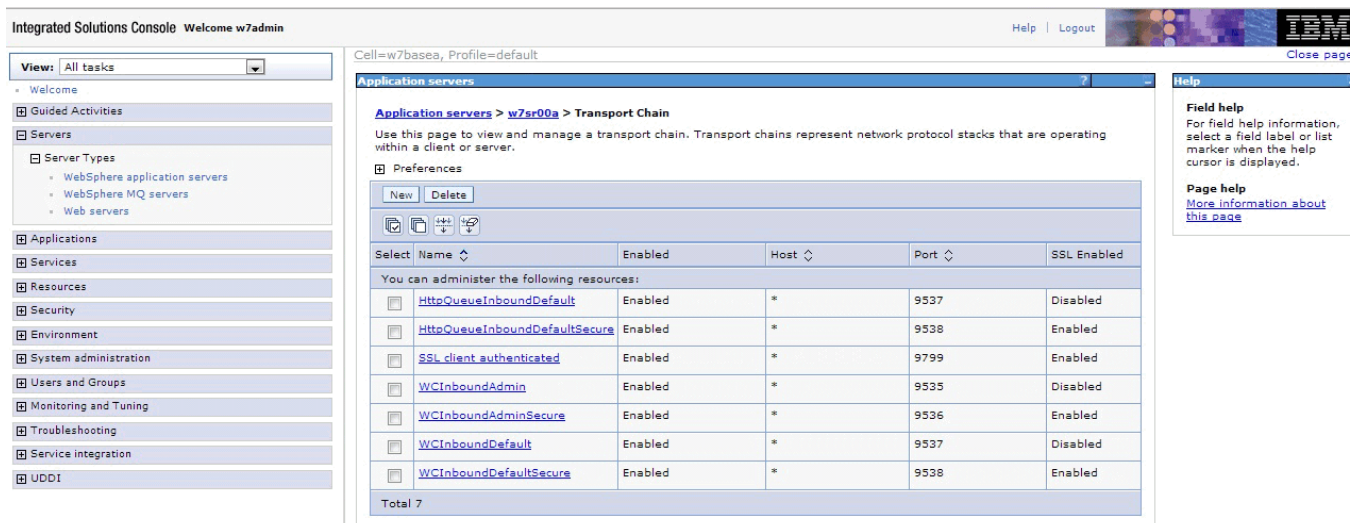 Integrated Solutions Console Welcome w7admin
Help | Logout
IBM
View: All tasks
Welcome
Guided Activities
Servers
Server Types
WebSphere application servers
WebSphere MQ servers
Web servers
Applications
Services
Resources
Security
Environment
System administration
Users and Groups
Monitoring and Tuning
Troubleshooting
Service integration
UDDI
Cell=w7basea, Profile=default
Close page
Application servers
?
Application servers > w7sr00a > Transport Chain
Use this page to view and manage a transport chain. Transport chains represent network protocol stacks that are operating
within a client or server.
Preferences
New Delete
Select Name Enabled Host Port SSL Enabled
You can administer the following resources:
HttpQueueInboundDefault Enabled * 9537 Disabled
HttpQueueInboundDefaultSecure Enabled * 9538 Enabled
SSL client authenticated Enabled * 9799 Enabled
WCInboundAdmin Enabled * 9535 Disabled
WCInboundAdminSecure Enabled * 9536 Enabled
WCInboundDefault Enabled * 9537 Disabled
WCInboundDefaultSecure Enabled * 9538 Enabled
Total 7
Help
Field help
For field help information,
select a field label or list
marker when the help
cursor is displayed.
Page help
More information about
this page